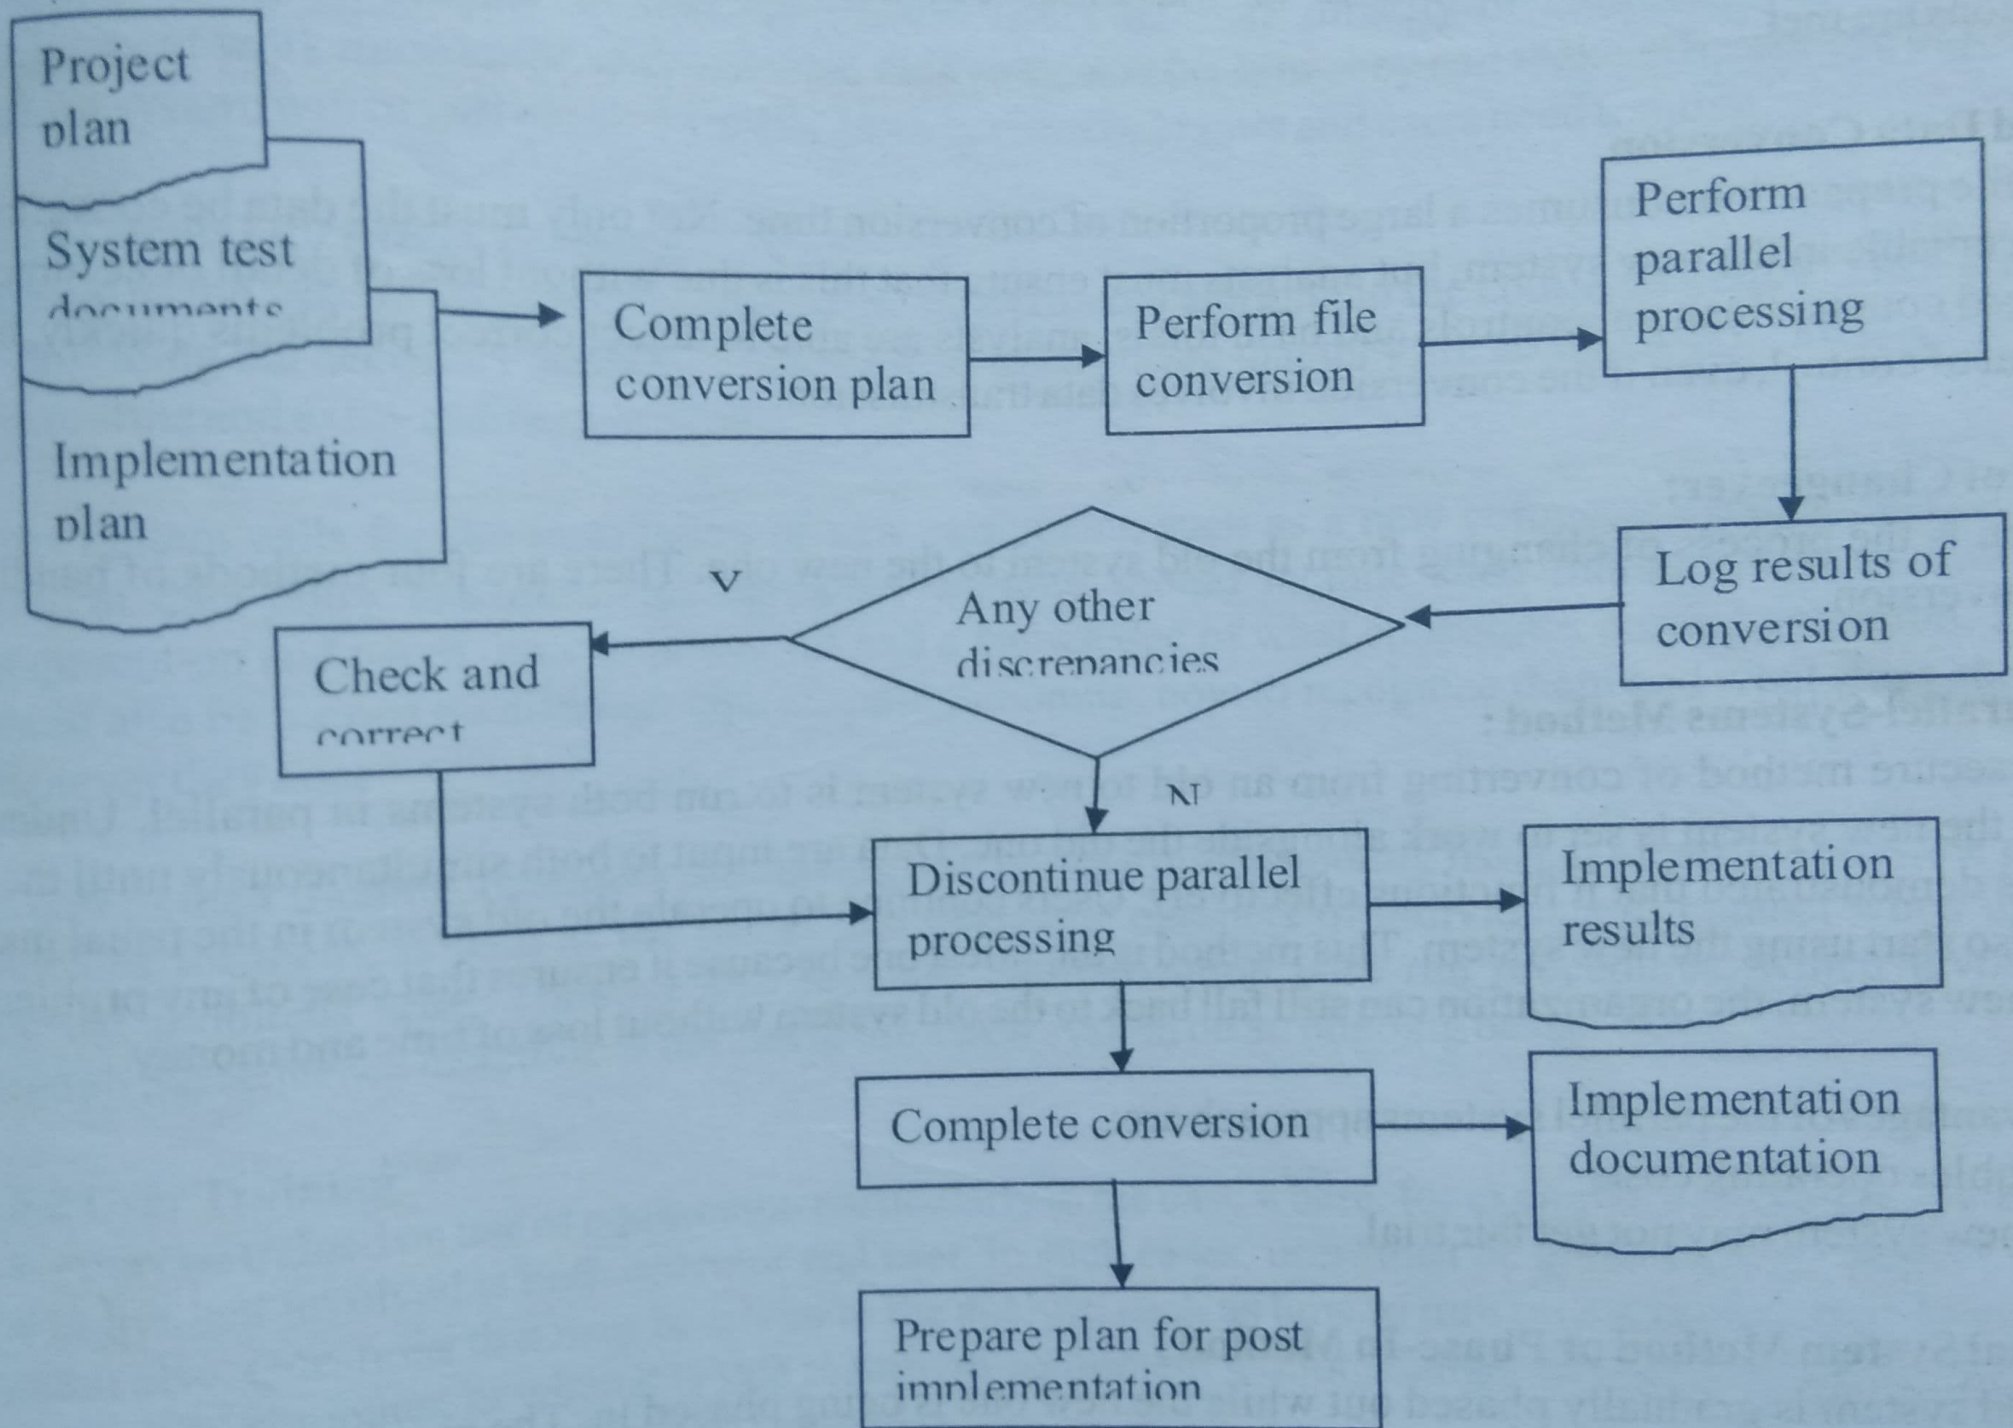 Project
plan
System test
documents
Implementation
plan
Complete
conversion plan
Perform file
conversion
Perform
parallel
processing
Log results of
conversion
Any other
discrepancies
Check and
correct
N
Discontinue parallel
processing
Implementation
results
Complete conversion
Implementation
documentation
Prepare plan for post
implementation